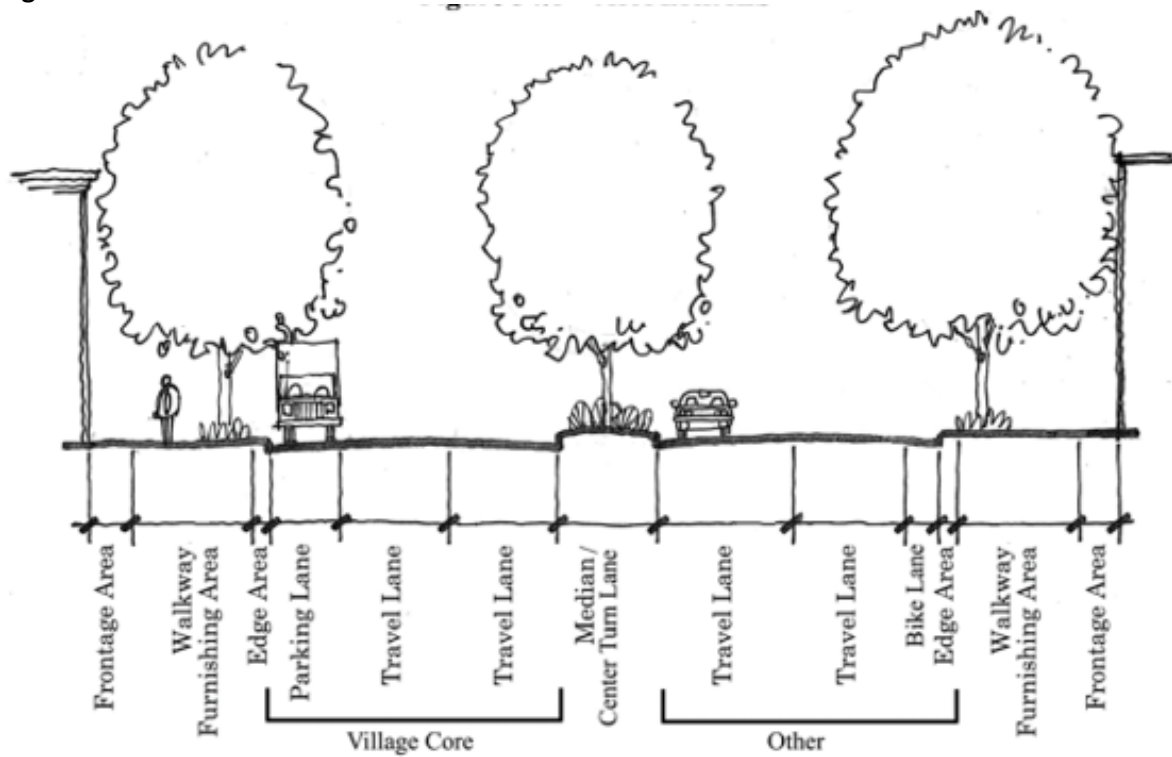 Frontage Area
Walkway
Furnishing Area
Edge Area
Parking Lane
Travel Lane
Travel Lane
Median /
Center Turn Lane
Travel Lane
Travel Lane
Bike Lane
Edge Area
Walkway
Furnishing Area
Frontage Area
Village Core
Other